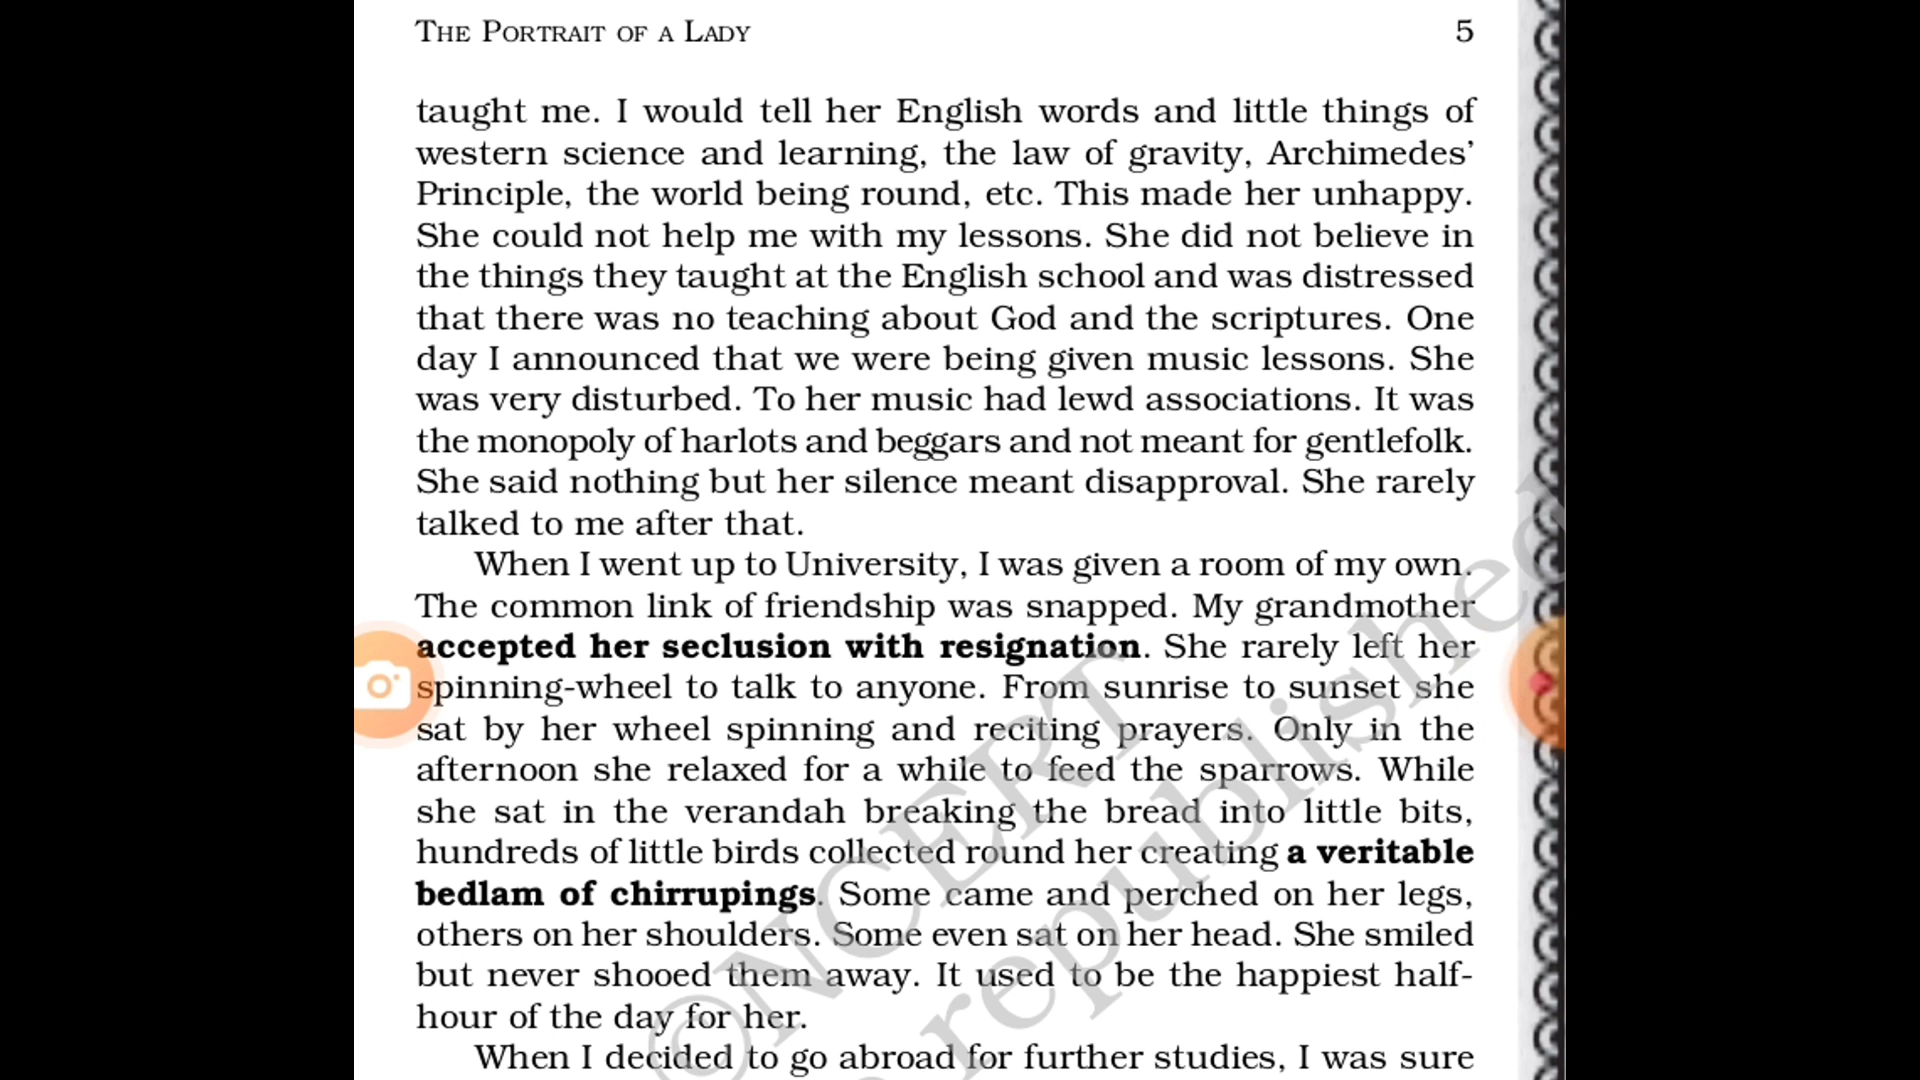 THE PORTRAIT OF A LADY 5
taught me. I would tell her English words and little things of
western science and learning, the law of gravity, Archimedes’
Principle, the world being round, etc. This made her unhappy.
She could not help me with my lessons. She did not believe in
the things they taught at the English school and was distressed
that there was no teaching about God and the scriptures. One
day I announced that we were being given music lessons. She
was very disturbed. To her music had lewd associations. It was
the monopoly of harlots and beggars and not meant for gentlefolk.
She said nothing but her silence meant disapproval. She rarely
talked to me after that.
When I went up to University, I was given a room of my own.
The common link of friendship was snapped. My grandmother
accepted her seclusion with resignation. She rarely left her
spinning-wheel to talk to anyone. From sunrise to sunset she
sat by her wheel spinning and reciting prayers. Only in the
afternoon she relaxed for a while to feed the sparrows. While
she sat in the verandah breaking the bread into little bits,
hundreds of little birds collected round her creating a veritable
bedlam of chirrupings. Some came and perched on her legs,
others on her shoulders. Some even sat on her head. She smiled
but never shooed them away. It used to be the happiest half-
hour of the day for her.
When I decided to go abroad for further studies, I was sure
©NCERT
republished